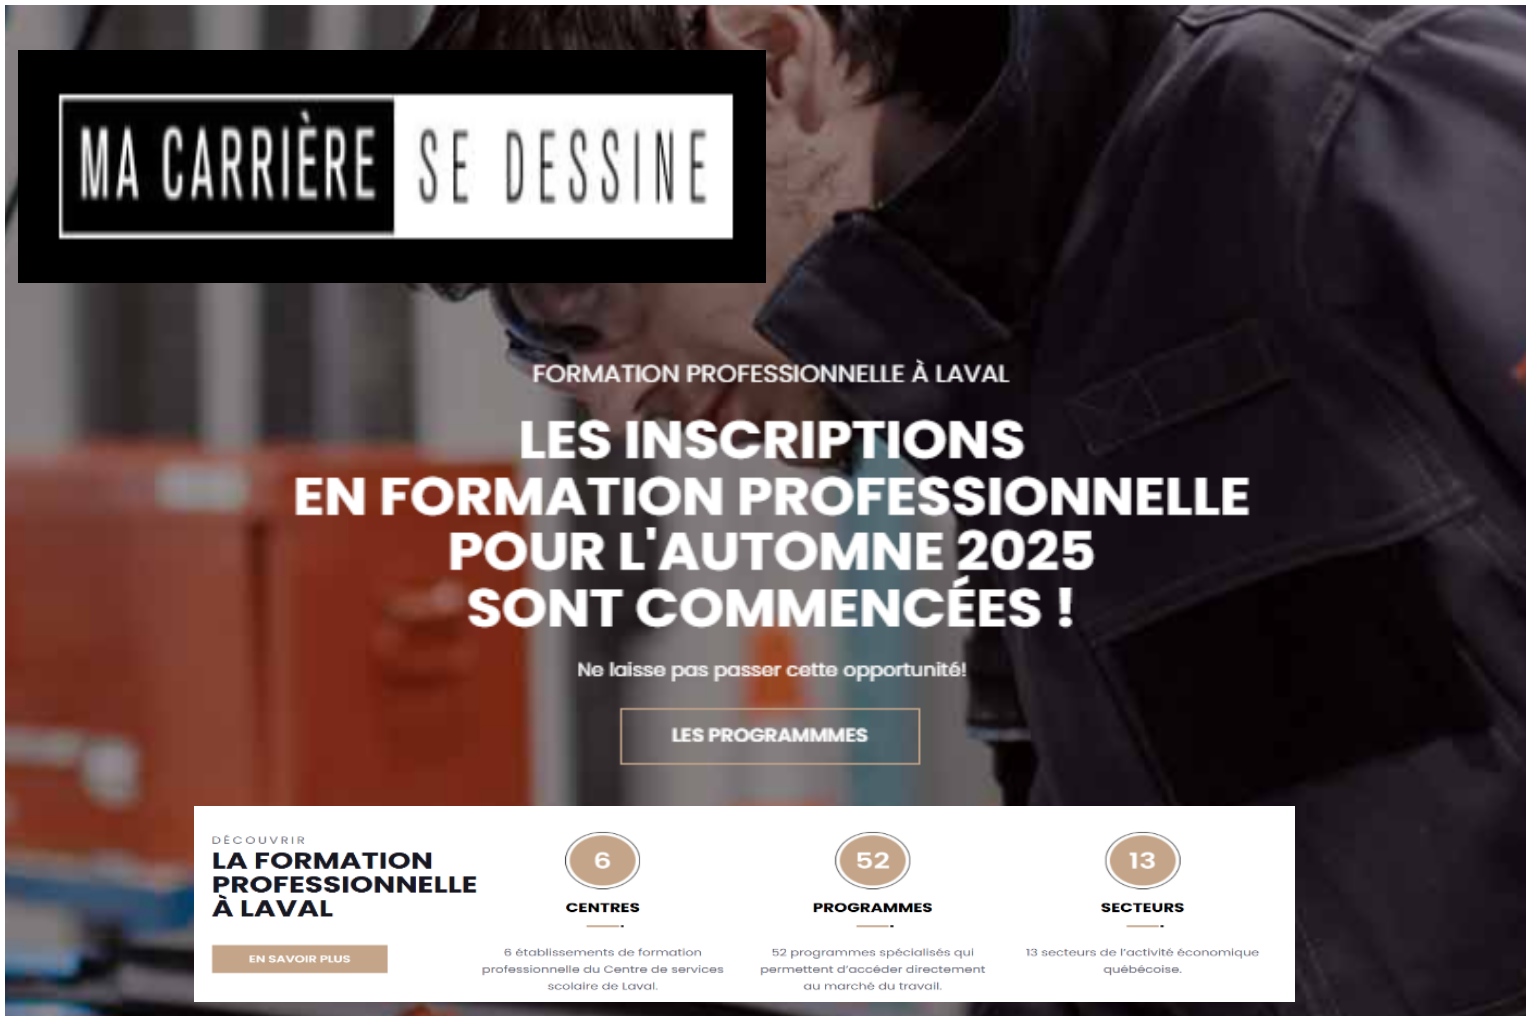 MA CARRIÈRE SE DESSINE
FORMATION PROFESSIONNELLE À LAVAL
LES INSCRIPTIONS
EN FORMATION PROFESSIONNELLE
POUR L'AUTOMNE 2025
SONT COMMENCÉES !
Ne laisse pas passer cette opportunité!
LES PROGRAMMMES
DÉCOUVRIR
LA FORMATION
PROFESSIONNELLE
À LAVAL
EN SAVOIR PLUS
6
CENTRES
6 établissements de formation
professionnelle du Centre de services
scolaire de Laval.
52
PROGRAMMES
52 programmes spécialisés qui
permettent d'accéder directement
au marché du travail.
13
SECTEURS
13 secteurs de l'activité économique
québécoise.